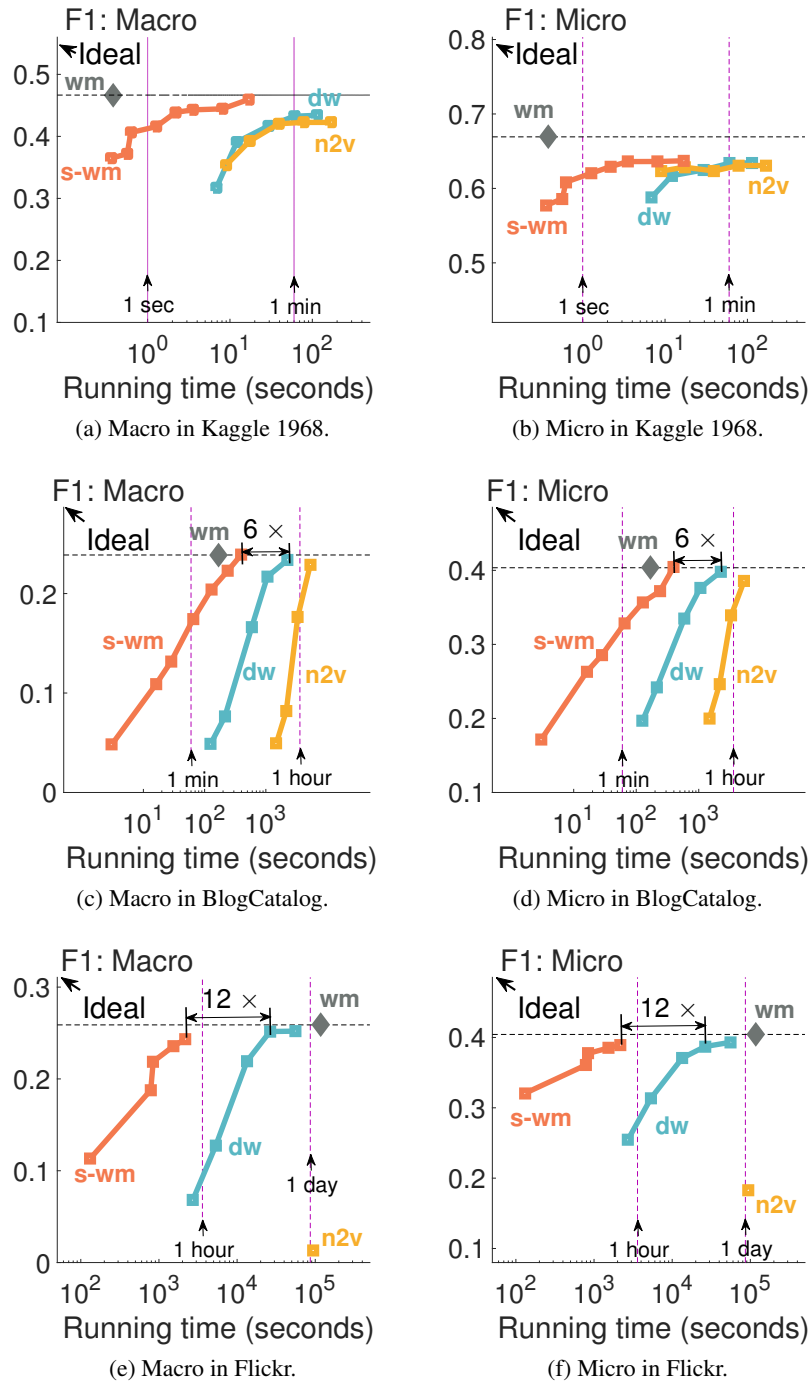 F1: Macro
Ideal
wm
dw
n2v
s-wm
0.5
0.4
0.3
0.2
0.1
1 sec
1 min
10^0 10^1 10^2
Running time (seconds)
(a) Macro in Kaggle 1968.
F1: Micro
Ideal
wm
s-wm
dw
n2v
0.8
0.7
0.6
0.5
1 sec
1 min
10^0 10^1 10^2
Running time (seconds)
(b) Micro in Kaggle 1968.
F1: Macro
Ideal
wm
6 ×
s-wm
dw
n2v
0.2
0.1
0
1 min
1 hour
10^1 10^2 10^3
Running time (seconds)
(c) Macro in BlogCatalog.
F1: Micro
Ideal
wm
6 ×
s-wm
dw
n2v
0.4
0.3
0.2
0.1
1 min
1 hour
10^1 10^2 10^3
Running time (seconds)
(d) Micro in BlogCatalog.
F1: Macro
Ideal
12 ×
wm
s-wm
dw
n2v
0.3
0.2
0.1
0
1 hour
1 day
10^2 10^3 10^4 10^5
Running time (seconds)
(e) Macro in Flickr.
F1: Micro
Ideal
12 ×
wm
s-wm
dw
n2v
0.4
0.3
0.2
0.1
1 hour
1 day
10^2 10^3 10^4 10^5
Running time (seconds)
(f) Micro in Flickr.